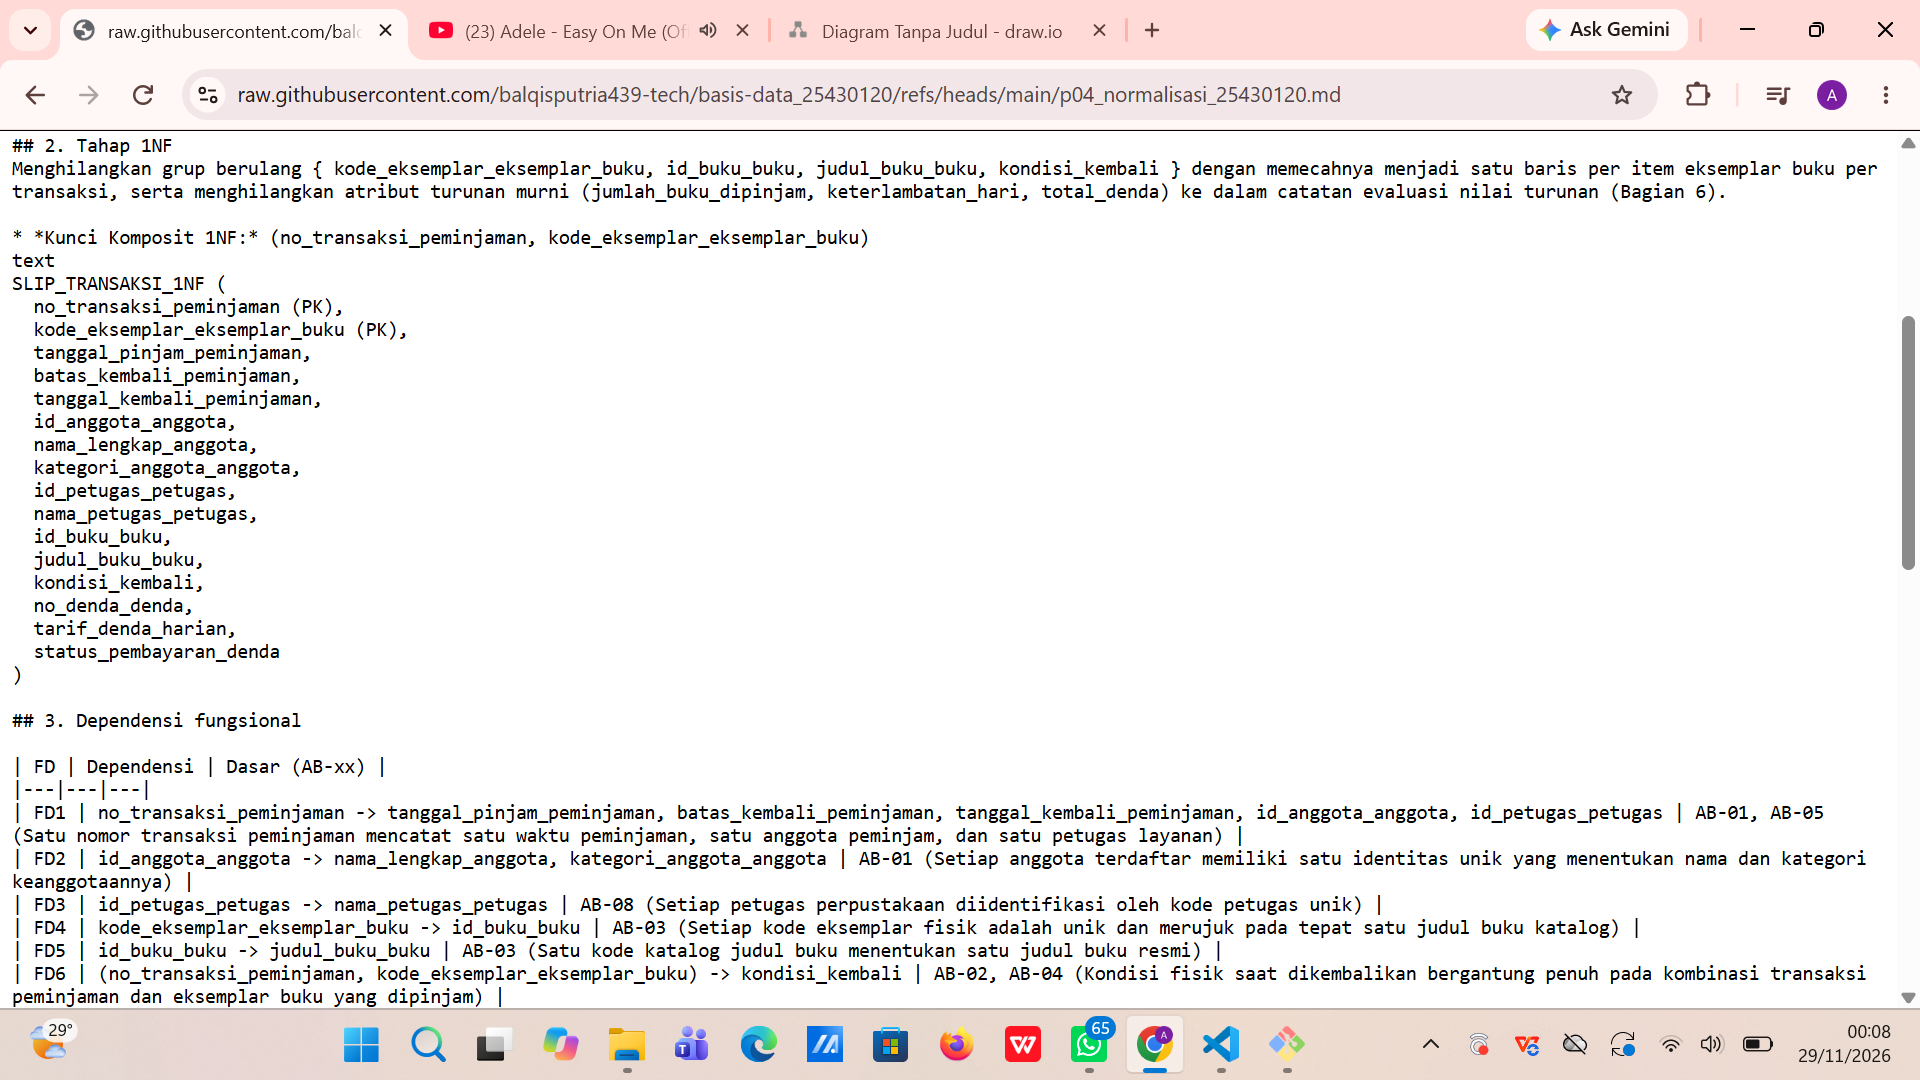 raw.githubusercontent.com/balq
(23) Adele - Easy On Me (Of
Diagram Tanpa Judul - draw.io
Ask Gemini
raw.githubusercontent.com/balqisputria439-tech/basis-data_25430120/refs/heads/main/p04_normalisasi_25430120.md
A
## 2. Tahap 1NF
Menghilangkan grup berulang { kode_eksemplar_eksemplar_buku, id_buku_buku, judul_buku_buku, kondisi_kembali } dengan memecahnya menjadi satu baris per item eksemplar buku per
transaksi, serta menghilangkan atribut turunan murni (jumlah_buku_dipinjam, keterlambatan_hari, total_denda) ke dalam catatan evaluasi nilai turunan (Bagian 6).
* *Kunci Komposit 1NF:* (no_transaksi_peminjaman, kode_eksemplar_eksemplar_buku)
text
SLIP_TRANSAKSI_1NF (
no_transaksi_peminjaman (PK),
kode_eksemplar_eksemplar_buku (PK),
tanggal_pinjam_peminjaman,
batas_kembali_peminjaman,
tanggal_kembali_peminjaman,
id_anggota_anggota,
nama_lengkap_anggota,
kategori_anggota_anggota,
id_petugas_petugas,
nama_petugas_petugas,
id_buku_buku,
judul_buku_buku,
kondisi_kembali,
no_denda_denda,
tarif_denda_harian,
status_pembayaran_denda
)
## 3. Dependensi fungsional
| FD | Dependensi | Dasar (AB-xx) |
|---|---|---|
| FD1 | no_transaksi_peminjaman -> tanggal_pinjam_peminjaman, batas_kembali_peminjaman, tanggal_kembali_peminjaman, id_anggota_anggota, id_petugas_petugas | AB-01, AB-05
(Satu nomor transaksi peminjaman mencatat satu waktu peminjaman, satu anggota peminjam, dan satu petugas layanan) |
| FD2 | id_anggota_anggota -> nama_lengkap_anggota, kategori_anggota_anggota | AB-01 (Setiap anggota terdaftar memiliki satu identitas unik yang menentukan nama dan kategori
keanggotaannya) |
| FD3 | id_petugas_petugas -> nama_petugas_petugas | AB-08 (Setiap petugas perpustakaan diidentifikasi oleh kode petugas unik) |
| FD4 | kode_eksemplar_eksemplar_buku -> id_buku_buku | AB-03 (Setiap kode eksemplar fisik adalah unik dan merujuk pada tepat satu judul buku katalog) |
| FD5 | id_buku_buku -> judul_buku_buku | AB-03 (Satu kode katalog judul buku menentukan satu judul buku resmi) |
| FD6 | (no_transaksi_peminjaman, kode_eksemplar_eksemplar_buku) -> kondisi_kembali | AB-02, AB-04 (Kondisi fisik saat dikembalikan bergantung penuh pada kombinasi transaksi
peminjaman dan eksemplar buku yang dipinjam) |
29°
65
00:08
29/11/2026